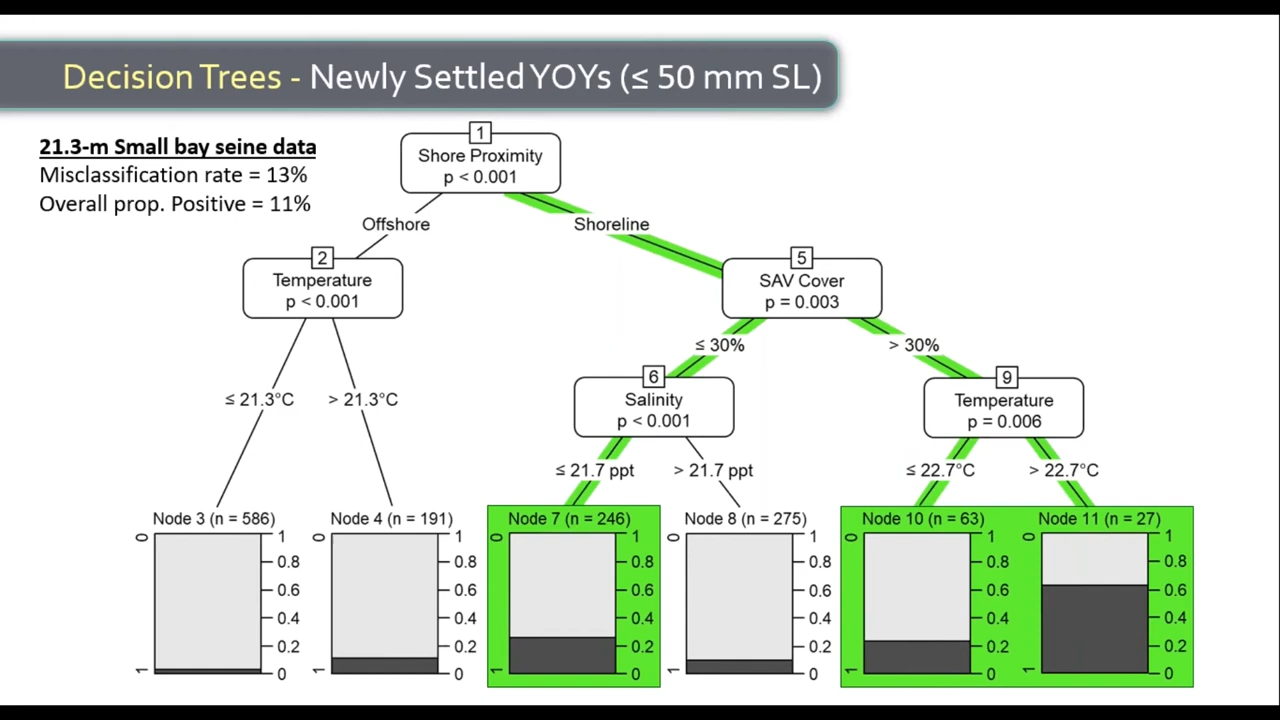 Decision Trees - Newly Settled YOYs (≤ 50 mm SL)
21.3-m Small bay seine data
Misclassification rate = 13%
Overall prop. Positive = 11%
1
Shore Proximity
p < 0.001
Offshore
Shoreline
2
Temperature
p < 0.001
5
SAV Cover
p = 0.003
≤ 30%
> 30%
6
Salinity
p < 0.001
9
Temperature
p = 0.006
≤ 21.3°C
> 21.3°C
≤ 21.7 ppt
> 21.7 ppt
≤ 22.7°C
> 22.7°C
Node 3 (n = 586)
0
1
1
0.8
0.6
0.4
0.2
0
Node 4 (n = 191)
0
1
1
0.8
0.6
0.4
0.2
0
Node 7 (n = 246)
0
1
1
0.8
0.6
0.4
0.2
0
Node 8 (n = 275)
0
1
1
0.8
0.6
0.4
0.2
0
Node 10 (n = 63)
0
1
1
0.8
0.6
0.4
0.2
0
Node 11 (n = 27)
0
1
1
0.8
0.6
0.4
0.2
0